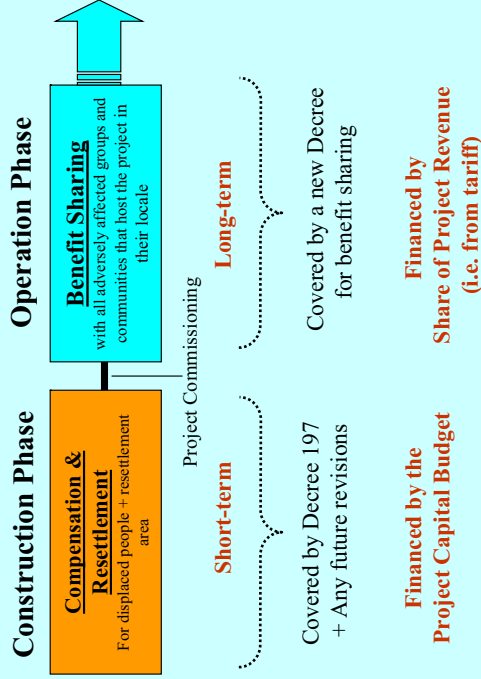 Construction Phase
Operation Phase
Compensation &
Resettlement
For displaced people + resettlement
area
Benefit Sharing
with all adversely affected groups and
communities that host the project in
their locale
Project Commissioning
Short-term
Long-term
Covered by Decree 197
+ Any future revisions
Covered by a new Decree
for benefit sharing
Financed by the
Project Capital Budget
Financed by
Share of Project Revenue
(i.e. from tariff)